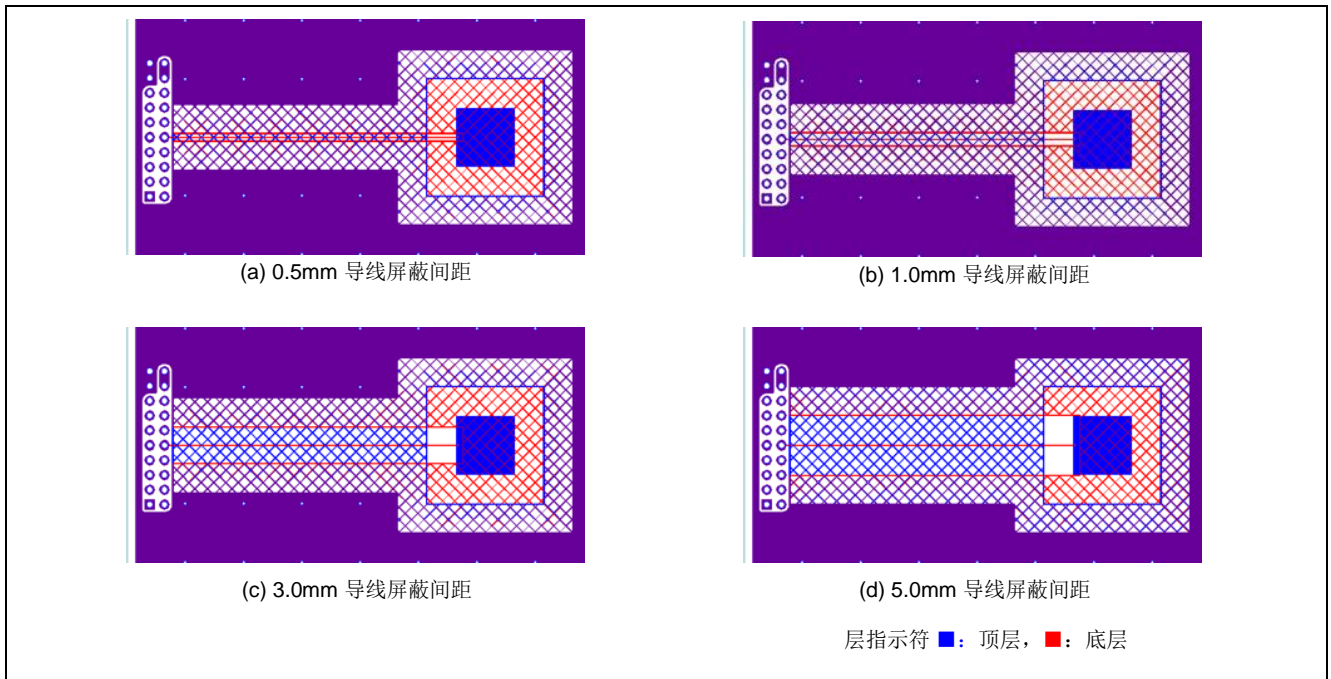 (a) 0.5mm 导线屏蔽间距
(b) 1.0mm 导线屏蔽间距
(c) 3.0mm 导线屏蔽间距
(d) 5.0mm 导线屏蔽间距
层指示符 ■：顶层，■：底层